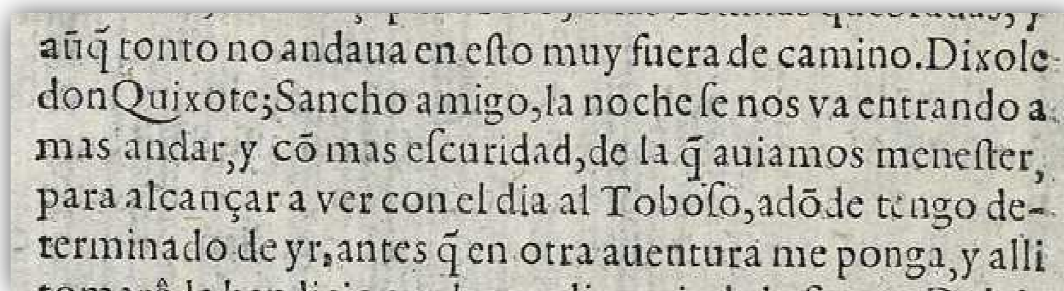 aũq̃ tonto no andaua en eſto muy fuera de camino. Dixole
don Quixote; Sancho amigo, la noche ſe nos va entrando a
mas andar, y cõ mas eſcuridad, de la q̃ auiamos meneſter,
para alcançar a ver con el dia al Toboſo, adõde tengo de-
terminado de yr, antes q̃ en otra auentura me ponga, y alli